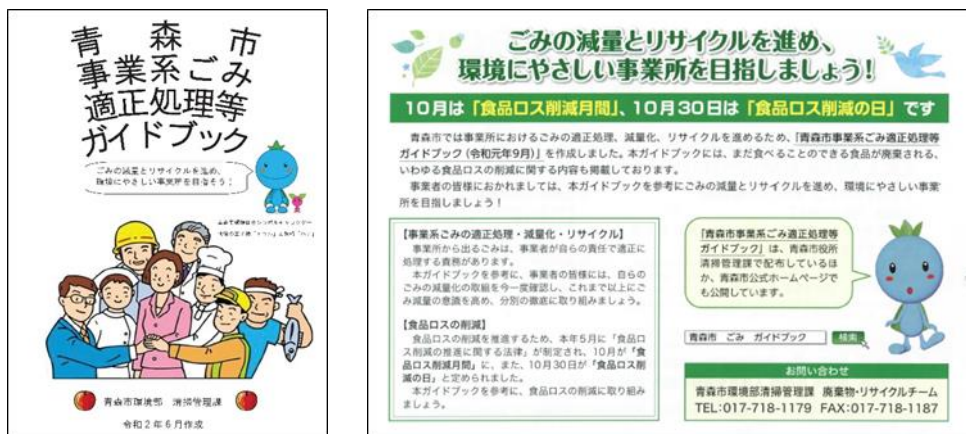 青森市
事業系ごみ
適正処理等
ガイドブック
ごみの減量とリサイクルを進め、
環境にやさしい事業所を目指そう！
青森市環境部 清掃管理課
令和2年6月作成
ごみの減量とリサイクルを進め、
環境にやさしい事業所を目指しましょう！
10月は「食品ロス削減月間」、10月30日は「食品ロス削減の日」です
青森市では事業所におけるごみの適正処理、減量化、リサイクルを進めるため、「青森市事業系ごみ適正処理等
ガイドブック（令和元年9月）」を作成しました。本ガイドブックには、まだ食べることのできる食品が廃棄される、
いわゆる食品ロスの削減に関する内容も掲載しております。
事業者の皆様におかれましては、本ガイドブックを参考にごみの減量とリサイクルを進め、環境にやさしい事業
所を目指しましょう！
【事業系ごみの適正処理・減量化・リサイクル】
事業所から出るごみは、事業者が自らの責任で適正に
処理する責務があります。
本ガイドブックを参考に、事業者の皆様には、自らの
ごみの減量化の取組を今一度確認し、これまで以上にご
み減量の意識を高め、分別の徹底に取り組みましょう。
【食品ロスの削減】
食品ロスの削減を推進するため、本年5月に「食品ロ
ス削減の推進に関する法律」が制定され、10月が「食
品ロス削減月間」に、また、10月30日が「食品ロス削
減の日」と定められました。
本ガイドブックを参考に、食品ロスの削減に取り組み
ましょう。
「青森市事業系ごみ適正処理等
ガイドブック」は、青森市役所
清掃管理課で配布しているほ
か、青森市公式ホームページで
も公開しています。
青森市 ごみ ガイドブック 検索
お問い合わせ
青森市環境部清掃管理課 廃棄物・リサイクルチーム
TEL:017-718-1179 FAX:017-718-1187